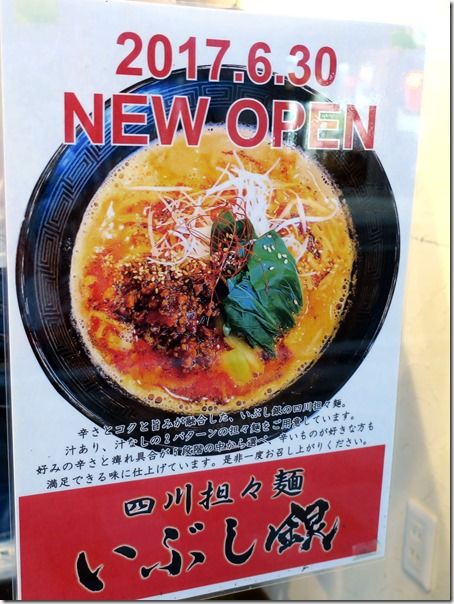 2017.6.30
NEW OPEN
辛さとコクと旨みが融合した、いぶし銀の四川担々麺。
汁あり、汁なしの2パターンの担々麺をご用意しています。
好みの辛さと痺れ具合が 段階の中から選べ、辛いものが好きな方も
満足できる味に仕上げています。是非一度お召し上がりください。
四川担々麺
いぶし銀